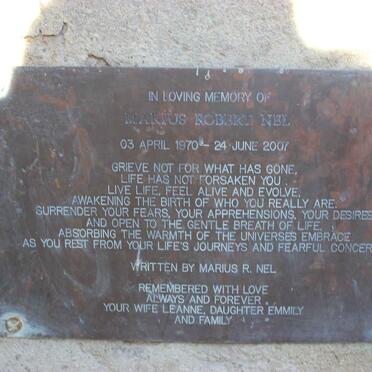 IN LOVING MEMORY OF
MARIUS ROBERT NEL
03 APRIL 1970 - 24 JUNE 2007
GRIEVE NOT FOR WHAT HAS GONE,
LIFE HAS NOT FORSAKEN YOU
LIVE LIFE, FEEL ALIVE AND EVOLVE,
AWAKENING THE BIRTH OF WHO YOU REALLY ARE.
SURRENDER YOUR FEARS, YOUR APPREHENSIONS, YOUR DESIRES
AND OPEN TO THE GENTLE BREATH OF LIFE.
ABSORBING THE WARMTH OF THE UNIVERSES EMBRACE
AS YOU REST FROM YOUR LIFE'S JOURNEYS AND FEARFUL CONCER
WRITTEN BY MARIUS R. NEL
REMEMBERED WITH LOVE
ALWAYS AND FOREVER
YOUR WIFE LEANNE, DAUGHTER EMMILY
AND FAMILY